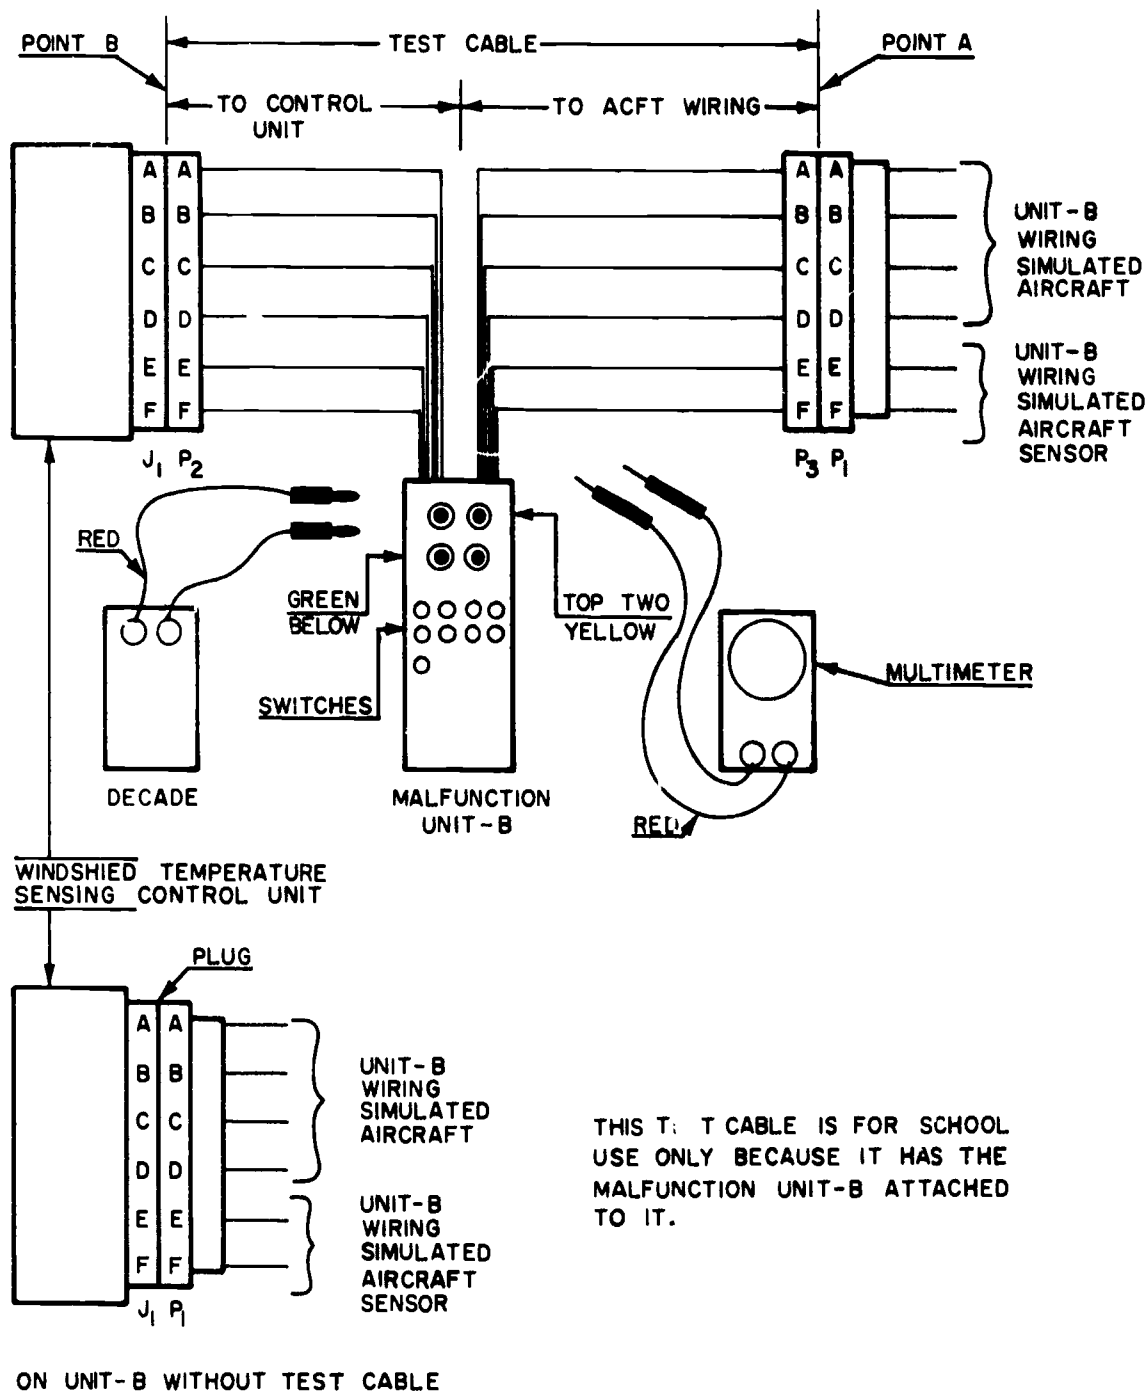 POINT B
TEST CABLE
POINT A
TO CONTROL
UNIT
TO ACFT WIRING
A A
B B
C C
D D
E E
F F
J1 P2
A A
B B
C C
D D
E E
F F
P3 P1
UNIT-B
WIRING
SIMULATED
AIRCRAFT
UNIT-B
WIRING
SIMULATED
AIRCRAFT
SENSOR
RED
GREEN
BELOW
TOP TWO
YELLOW
SWITCHES
MULTIMETER
DECADE
MALFUNCTION
UNIT-B
RED
WINDSHIED TEMPERATURE
SENSING CONTROL UNIT
PLUG
A A
B B
C C
D D
E E
F F
J1 P1
UNIT-B
WIRING
SIMULATED
AIRCRAFT
UNIT-B
WIRING
SIMULATED
AIRCRAFT
SENSOR
THIS T T CABLE IS FOR SCHOOL
USE ONLY BECAUSE IT HAS THE
MALFUNCTION UNIT-B ATTACHED
TO IT.
ON UNIT-B WITHOUT TEST CABLE